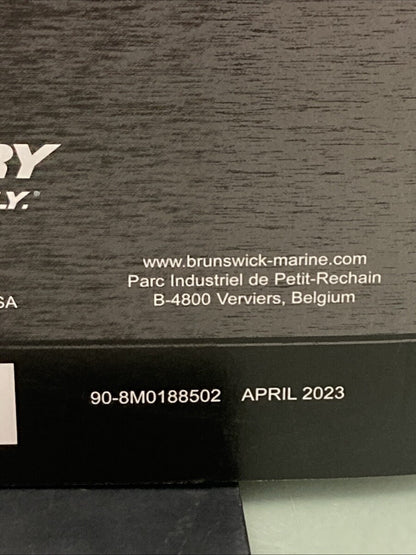 RY
LY.®
www.brunswick-marine.com
Parc Industriel de Petit-Rechain
B-4800 Verviers, Belgium
SA
90-8M0188502 APRIL 2023